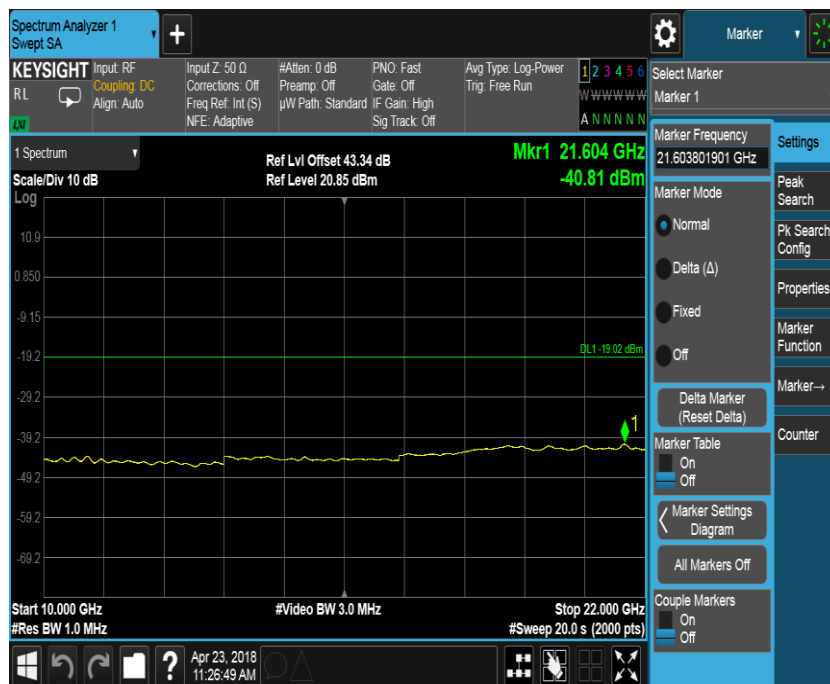 Spectrum Analyzer 1
Swept SA
Marker
KEYSIGHT
RL
LXI
Input: RF
Coupling: DC
Align: Auto
Input Z: 50 Ω
Corrections: Off
Freq Ref: Int (S)
NFE: Adaptive
#Atten: 0 dB
Preamp: Off
µW Path: Standard
PNO: Fast
Gate: Off
IF Gain: High
Sig Track: Off
Avg Type: Log-Power
Trig: Free Run
1 2 3 4 5 6
W W W W W W
A N N N N N
Select Marker
Marker 1
1 Spectrum
Scale/Div 10 dB
Log
Ref Lvl Offset 43.34 dB
Ref Level 20.85 dBm
Mkr1 21.604 GHz
-40.81 dBm
10.9
0.850
-9.15
-19.2
-29.2
-39.2
-49.2
-59.2
-69.2
DL1 -19.02 dBm
1
Start 10.000 GHz
#Res BW 1.0 MHz
#Video BW 3.0 MHz
Stop 22.000 GHz
#Sweep 20.0 s (2000 pts)
Marker Frequency
21.603801901 GHz
Marker Mode
Normal
Delta (Δ)
Fixed
Off
Delta Marker
(Reset Delta)
Marker Table
On
Off
Marker Settings
Diagram
All Markers Off
Couple Markers
On
Off
Settings
Peak
Search
Pk Search
Config
Properties
Marker
Function
Marker→
Counter
?
Apr 23, 2018
11:26:49 AM